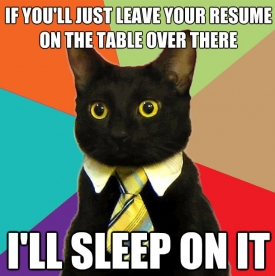 IF YOU'LL JUST LEAVE YOUR RESUME
ON THE TABLE OVER THERE
I'LL SLEEP ON IT